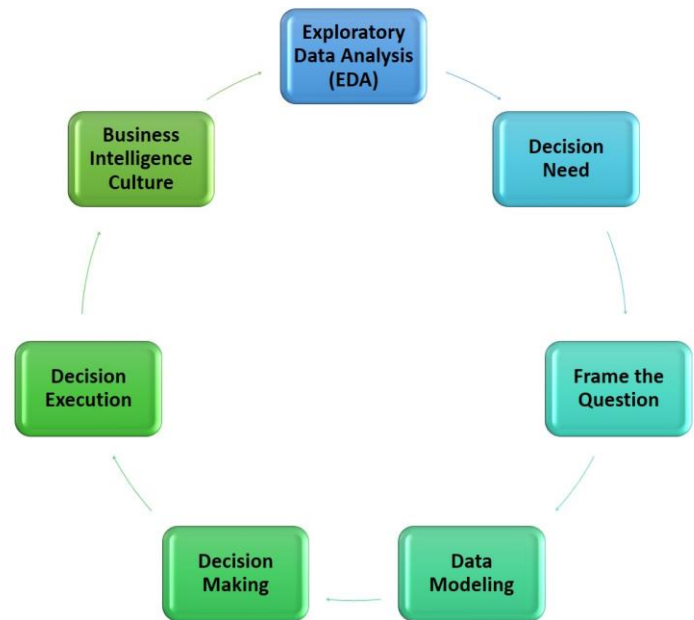 Exploratory
Data Analysis
(EDA)
Decision
Need
Frame the
Question
Data
Modeling
Decision
Making
Decision
Execution
Business
Intelligence
Culture